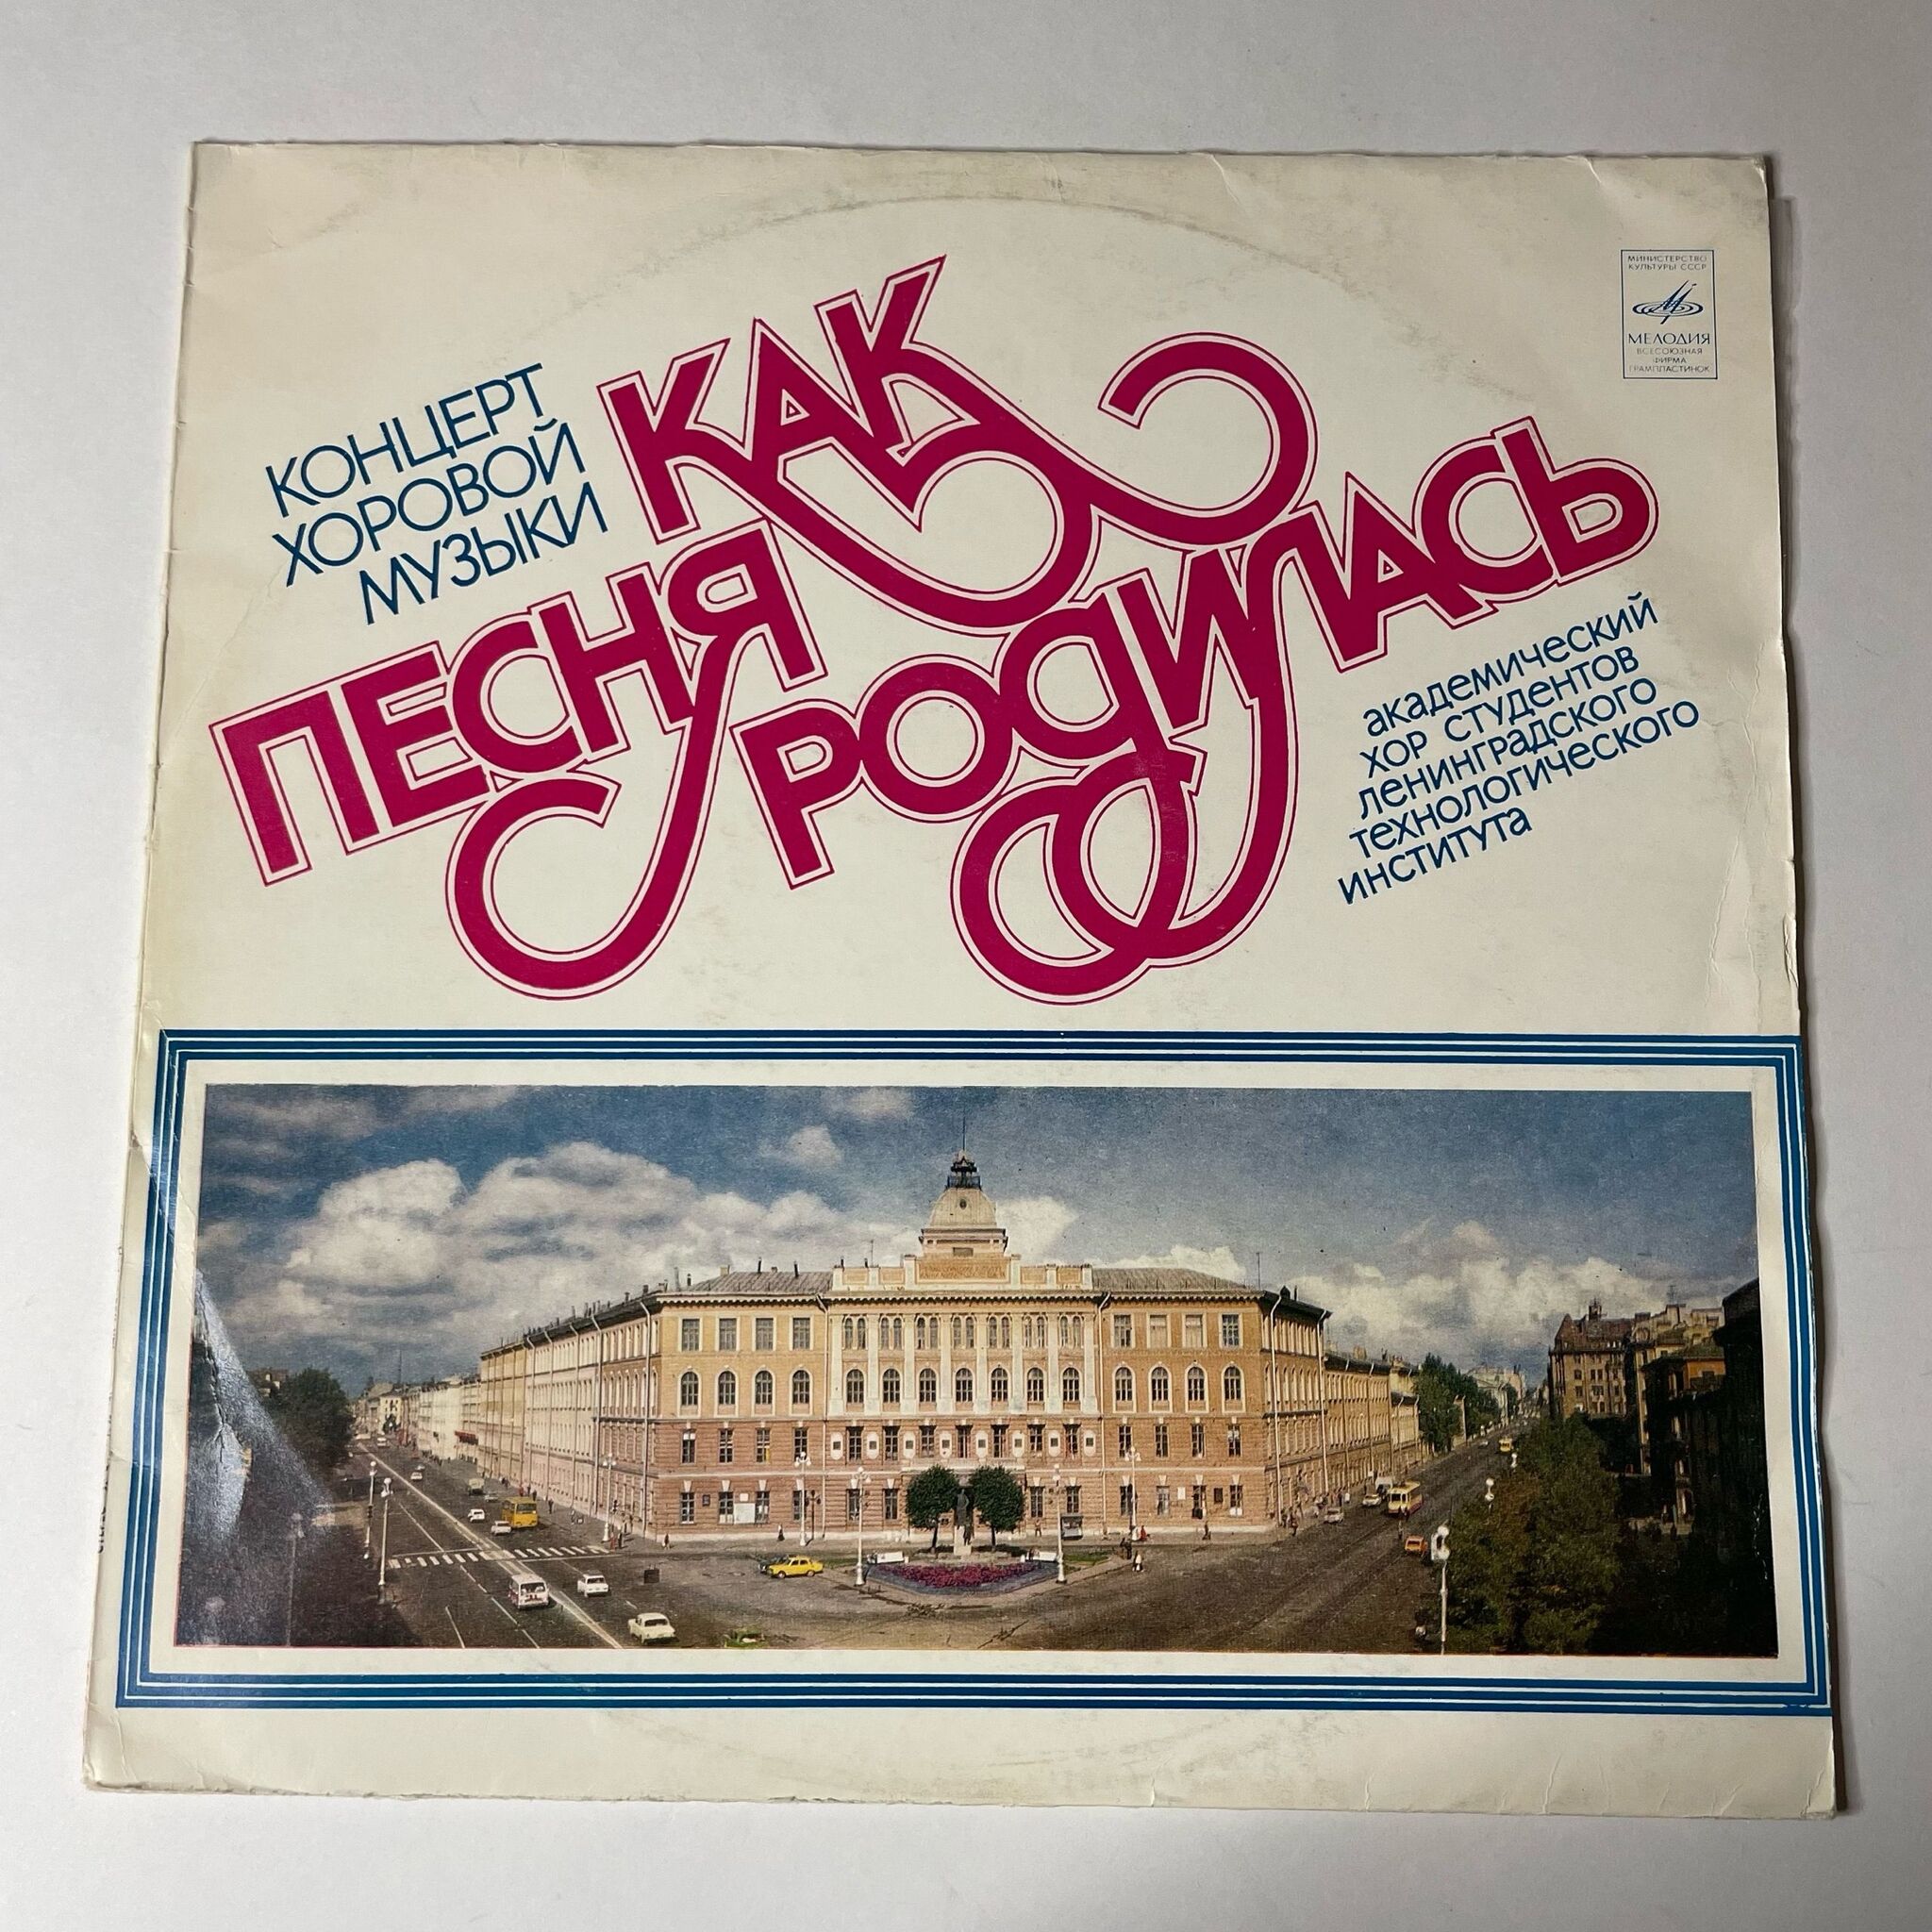 МИНИСТЕРСТВО
КУЛЬТУРЫ СССР
МЕЛОДИЯ
ВСЕСОЮЗНАЯ
ФИРМА
ГРАМПЛАСТИНОК
КОНЦЕРТ
ХОРОВОЙ
МУЗЫКИ
КАК
ПЕСНЯ
РОДИЛАСЬ
академический
хор студентов
ленинградского
технологического
института